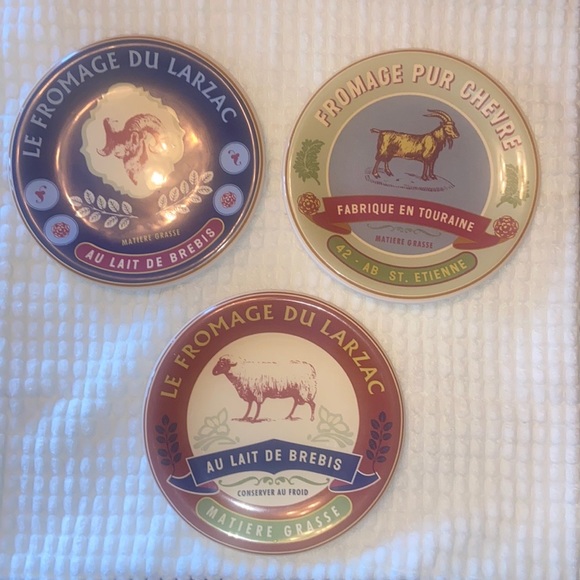 LE FROMAGE DU LARZAC
MATIERE GRASSE
AU LAIT DE BREBIS
FROMAGE PUR CHEVRE
FABRIQUE EN TOURAINE
MATIERE GRASSE
42 - AB ST. ETIENNE
LE FROMAGE DU LARZAC
AU LAIT DE BREBIS
CONSERVER AU FROID
MATIERE GRASSE